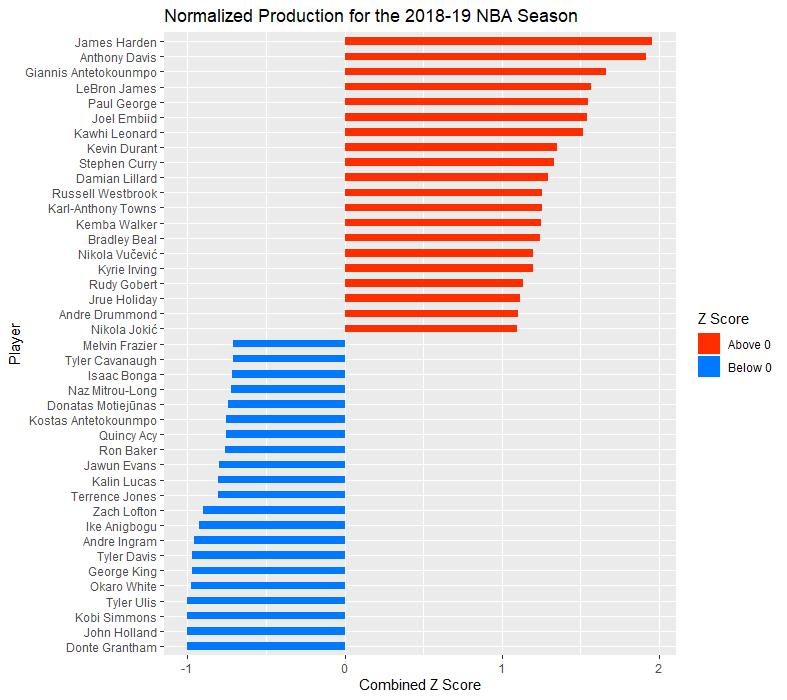 Normalized Production for the 2018-19 NBA Season
Player
James Harden
Anthony Davis
Giannis Antetokounmpo
LeBron James
Paul George
Joel Embiid
Kawhi Leonard
Kevin Durant
Stephen Curry
Damian Lillard
Russell Westbrook
Karl-Anthony Towns
Kemba Walker
Bradley Beal
Nikola Vučević
Kyrie Irving
Rudy Gobert
Jrue Holiday
Andre Drummond
Nikola Jokić
Melvin Frazier
Tyler Cavanaugh
Isaac Bonga
Naz Mitrou-Long
Donatas Motiejūnas
Kostas Antetokounmpo
Quincy Acy
Ron Baker
Jawun Evans
Kalin Lucas
Terrence Jones
Zach Lofton
Ike Anigbogu
Andre Ingram
Tyler Davis
George King
Okaro White
Tyler Ulis
Kobi Simmons
John Holland
Donte Grantham
-1 0 1 2
Combined Z Score
Z Score
Above 0
Below 0